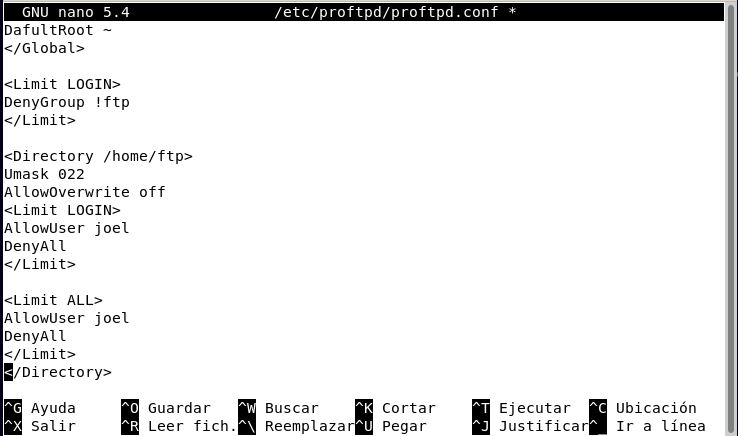 GNU nano 5.4 /etc/proftpd/proftpd.conf *
DafultRoot ~
</Global>
<Limit LOGIN>
DenyGroup !ftp
</Limit>
<Directory /home/ftp>
Umask 022
AllowOverwrite off
<Limit LOGIN>
AllowUser joel
DenyAll
</Limit>
<Limit ALL>
AllowUser joel
DenyAll
</Limit>
</Directory>
^G Ayuda ^O Guardar ^W Buscar ^K Cortar ^T Ejecutar ^C Ubicación
^X Salir ^R Leer fich. ^\ Reemplazar ^U Pegar ^J Justificar ^_ Ir a línea